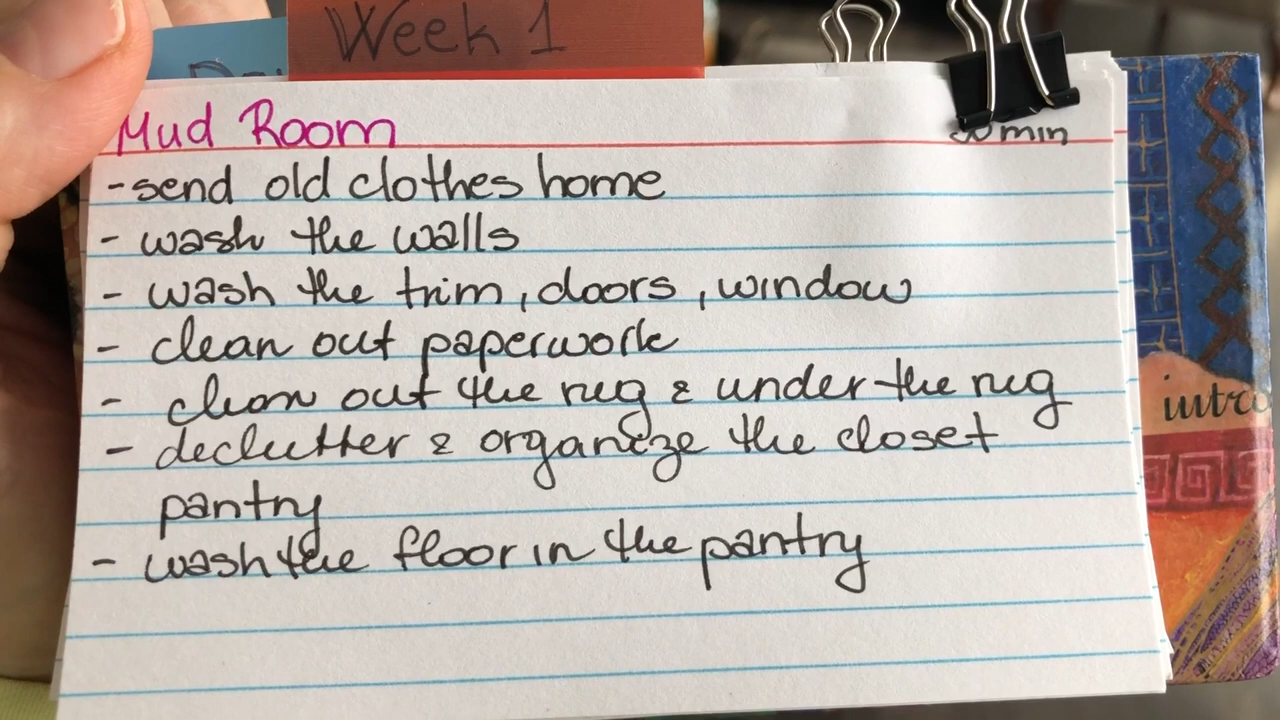 Week 1
Mud Room
min
- send old clothes home
- wash the walls
- wash the trim, doors, window
- clean out paperwork
- clean out the rug & under the rug
- declutter & organize the closet
pantry
- wash the floor in the pantry
intro